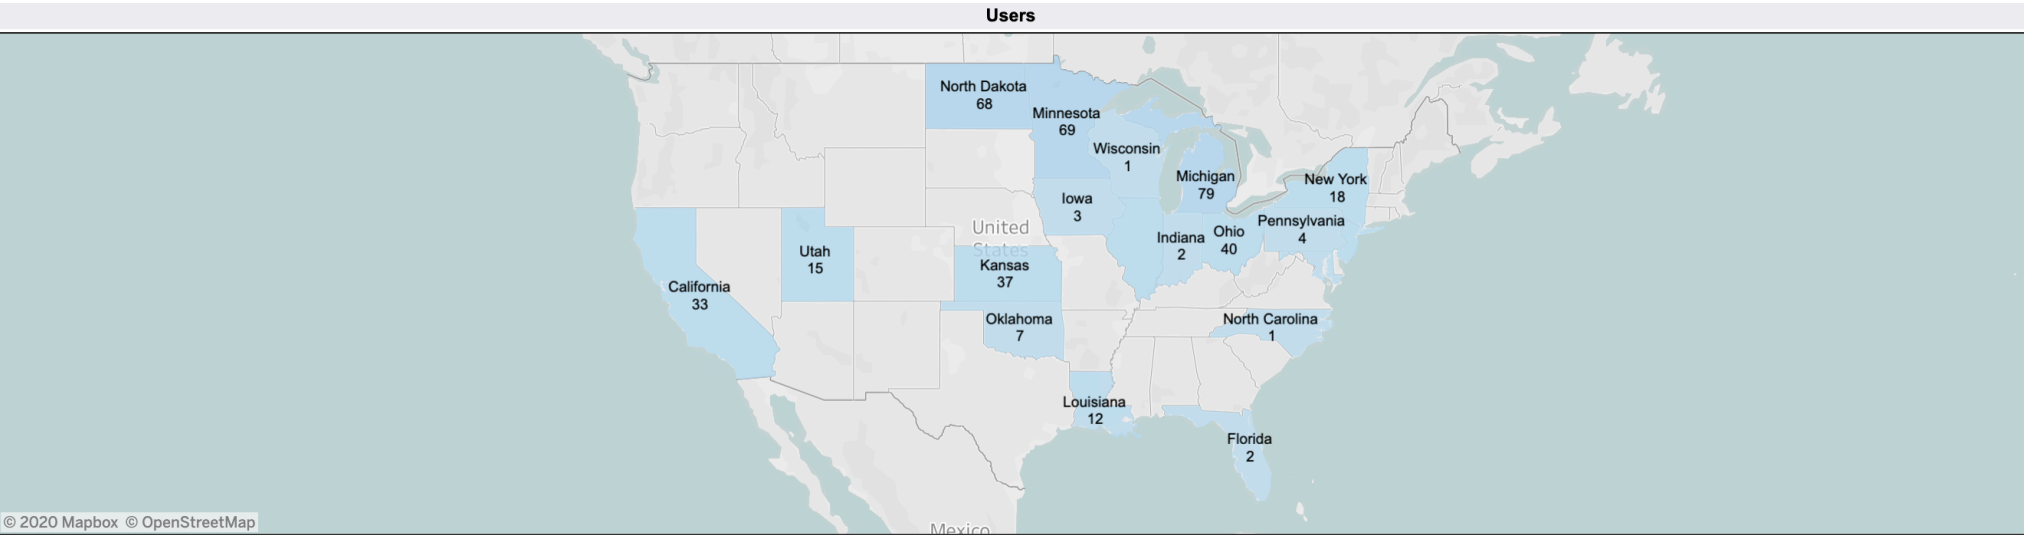 Users
North Dakota
68
Minnesota
69
Wisconsin
1
Michigan
79
New York
18
Iowa
3
Pennsylvania
4
United
States
Indiana
2
Ohio
40
Utah
15
Kansas
37
California
33
Oklahoma
7
North Carolina
1
Louisiana
12
Florida
2
Mexico
© 2020 Mapbox © OpenStreetMap